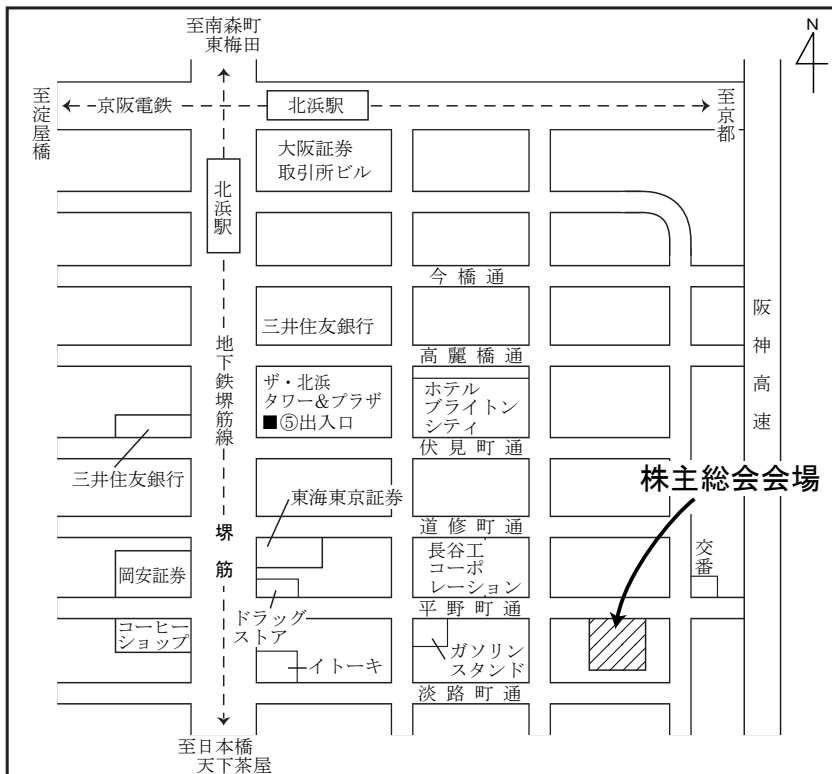 至南森町
東梅田
N
至淀屋橋
京阪電鉄
北浜駅
至京都
大阪証券
取引所ビル
北浜駅
今橋通
阪神高速
三井住友銀行
地下鉄堺筋線
高麗橋通
ザ・北浜
タワー&プラザ
■⑤出入口
ホテル
ブライトン
シティ
伏見町通
三井住友銀行
株主総会会場
東海東京証券
堺筋
道修町通
長谷工
コーポ
レーション
交番
岡安証券
平野町通
ドラッグ
ストア
コーヒー
ショップ
ガソリン
スタンド
イトーキ
淡路町通
至日本橋
天下茶屋